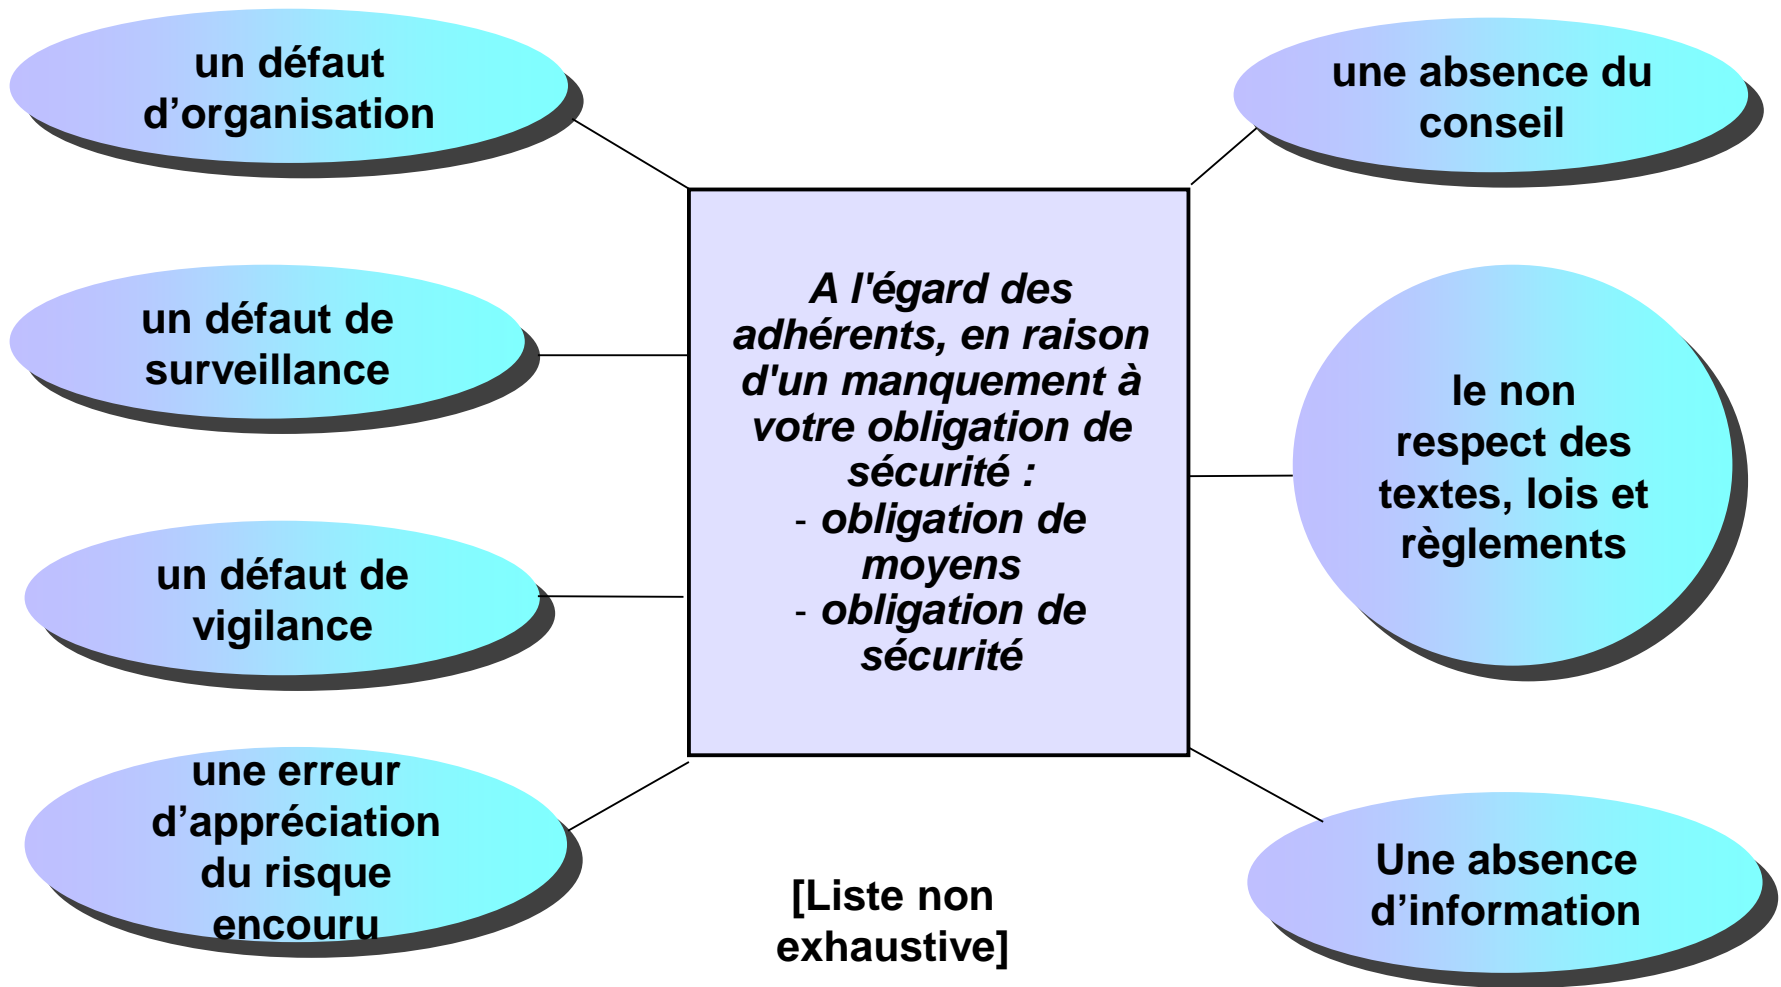 un défaut
d’organisation
un défaut de
surveillance
un défaut de
vigilance
une erreur
d’appréciation
du risque
encouru
A l'égard des
adhérents, en raison
d'un manquement à
votre obligation de
sécurité :
- obligation de
moyens
- obligation de
sécurité
[Liste non
exhaustive]
une absence du
conseil
le non
respect des
textes, lois et
règlements
Une absence
d’information